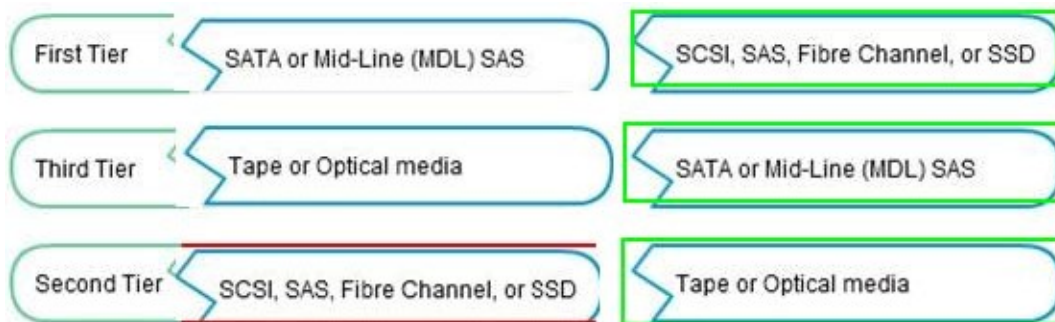 First Tier SATA or Mid-Line (MDL) SAS SCSI, SAS, Fibre Channel, or SSD
Third Tier Tape or Optical media SATA or Mid-Line (MDL) SAS
Second Tier SCSI, SAS, Fibre Channel, or SSD Tape or Optical media